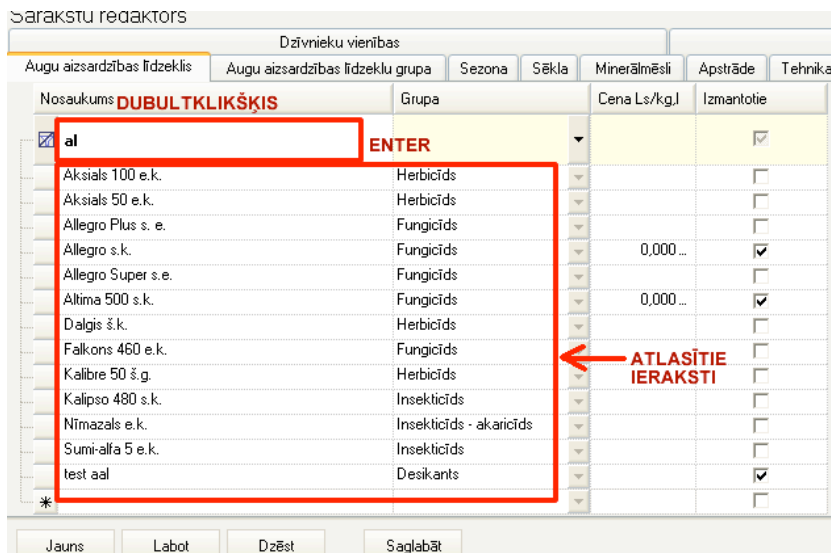 Sarakstu redaktors
Dzīvnieku vienības
Augu aizsardzības līdzeklis Augu aizsardzības līdzeklu grupa Sezona Sēkla Minerālmēsli Apstrāde Tehnika
Nosaukums DUBULTKLIKŠĶIS Grupa Cena Ls/kg,l Izmantotie
al ENTER
Aksials 100 e.k. Herbicīds
Aksials 50 e.k. Herbicīds
Allegro Plus s. e. Fungicīds
Allegro s.k. Fungicīds 0,000...
Allegro Super s.e. Fungicīds
Altima 500 s.k. Fungicīds 0,000...
Dalgis š.k. Herbicīds
Falkons 460 e.k. Fungicīds
ATLASĪTIE
Kalibre 50 š.g. Herbicīds IERAKSTI
Kalipso 480 s.k. Insekticīds
Nīmazals e.k. Insekticīds - akaricīds
Sumi-alfa 5 e.k. Insekticīds
test aal Desikants
Jauns Labot Dzēst Saglabāt